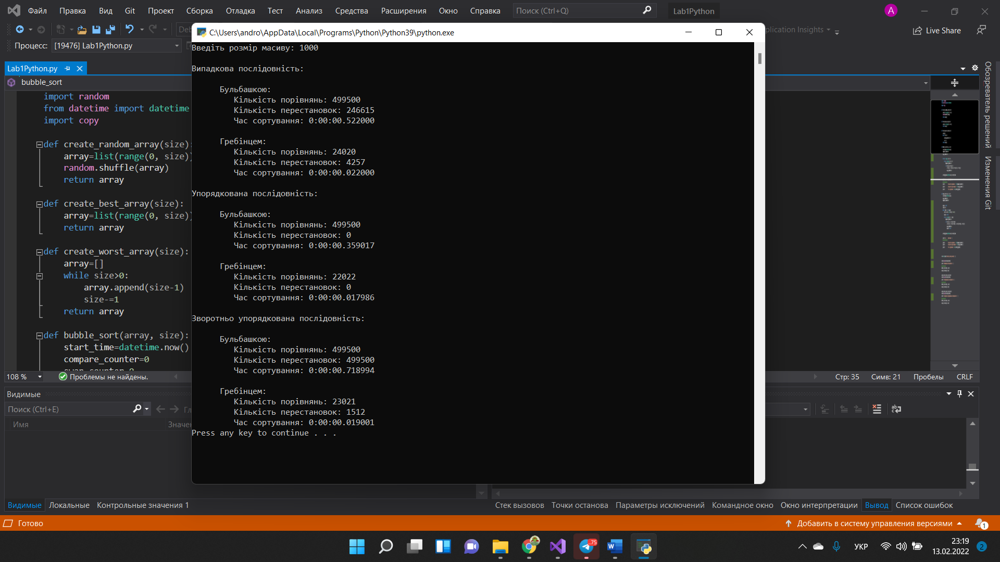 Файл Правка Вид Git Проект Сборка Отладка Тест Анализ Средства Расширения Окно Справка Поиск (Ctrl+Q) Lab1Python A
Deb
plication Insights
Live Share
Процесс: [19476] Lab1Python.py
Lab1Python.py
bubble_sort
import random
from datetime import datetime
import copy
def create_random_array(size):
array=list(range(0, size))
random.shuffle(array)
return array
def create_best_array(size):
array=list(range(0, size))
return array
def create_worst_array(size):
array=[]
while size>0:
array.append(size-1)
size-=1
return array
def bubble_sort(array, size):
start_time=datetime.now()
compare_counter=0
swap_counter=0
108 % Проблемы не найдены.
Стр: 35 Симв: 21 Пробелы CRLF
C:\Users\andro\AppData\Local\Programs\Python\Python39\python.exe
Введіть розмір масиву: 1000
Випадкова послідовність:
Бульбашкою:
Кількість порівнянь: 499500
Кількість перестановок: 246615
Час сортування: 0:00:00.522000
Гребінцем:
Кількість порівнянь: 24020
Кількість перестановок: 4257
Час сортування: 0:00:00.022000
Упорядкована послідовність:
Бульбашкою:
Кількість порівнянь: 499500
Кількість перестановок: 0
Час сортування: 0:00:00.359017
Гребінцем:
Кількість порівнянь: 22022
Кількість перестановок: 0
Час сортування: 0:00:00.017986
Зворотньо упорядкована послідовність:
Бульбашкою:
Кількість порівнянь: 499500
Кількість перестановок: 499500
Час сортування: 0:00:00.718994
Гребінцем:
Кількість порівнянь: 23021
Кількість перестановок: 1512
Час сортування: 0:00:00.019001
Press any key to continue . . .
Обозреватель решений
Изменения Git
Видимые
Поиск (Ctrl+E)
Гл
Имя
Значен
Видимые Локальные Контрольные значения 1
Стек вызовов Точки останова Параметры исключений Командное окно Окно интерпретации Вывод Список ошибок
Готово
Добавить в систему управления версиями
1
75
УКР
23:19
13.02.2022
2